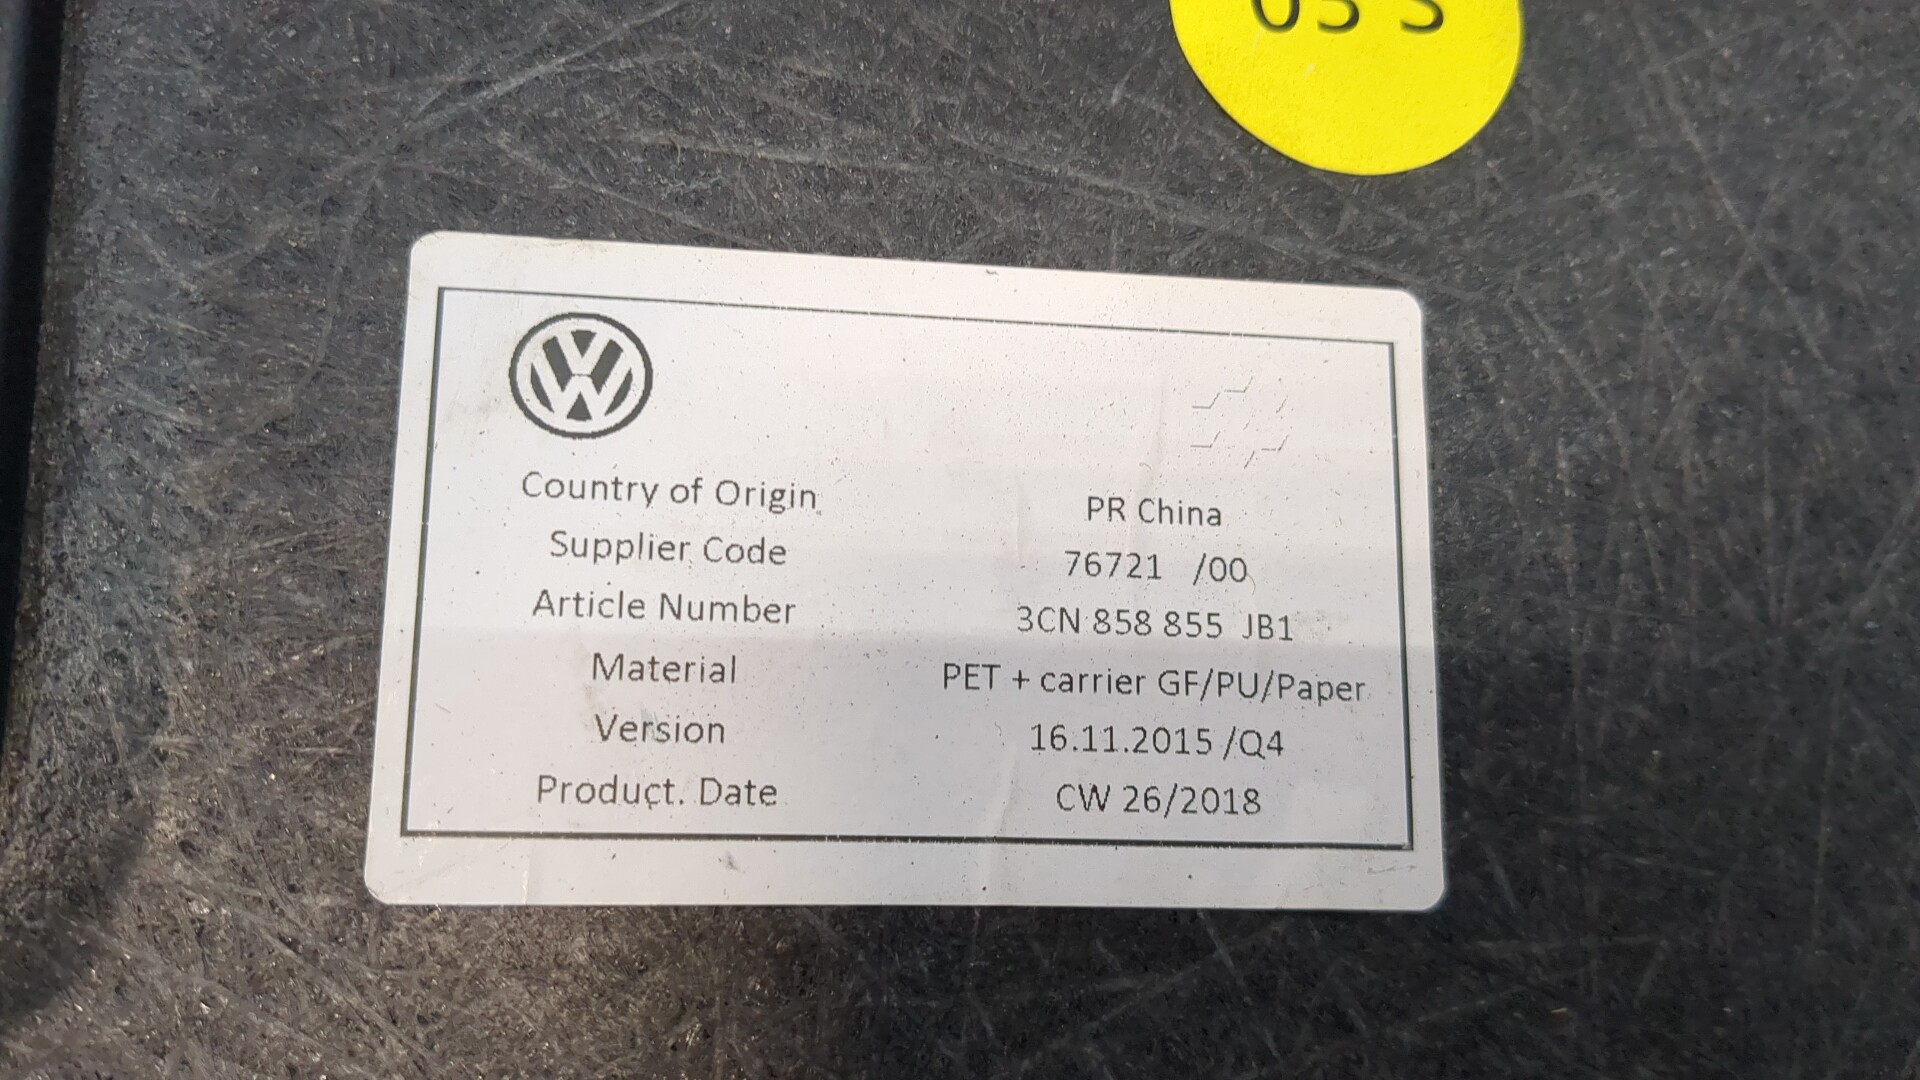 Country of Origin PR China
Supplier Code 76721 /00
Article Number 3CN 858 855 JB1
Material PET + carrier GF/PU/Paper
Version 16.11.2015 /Q4
Product. Date CW 26/2018